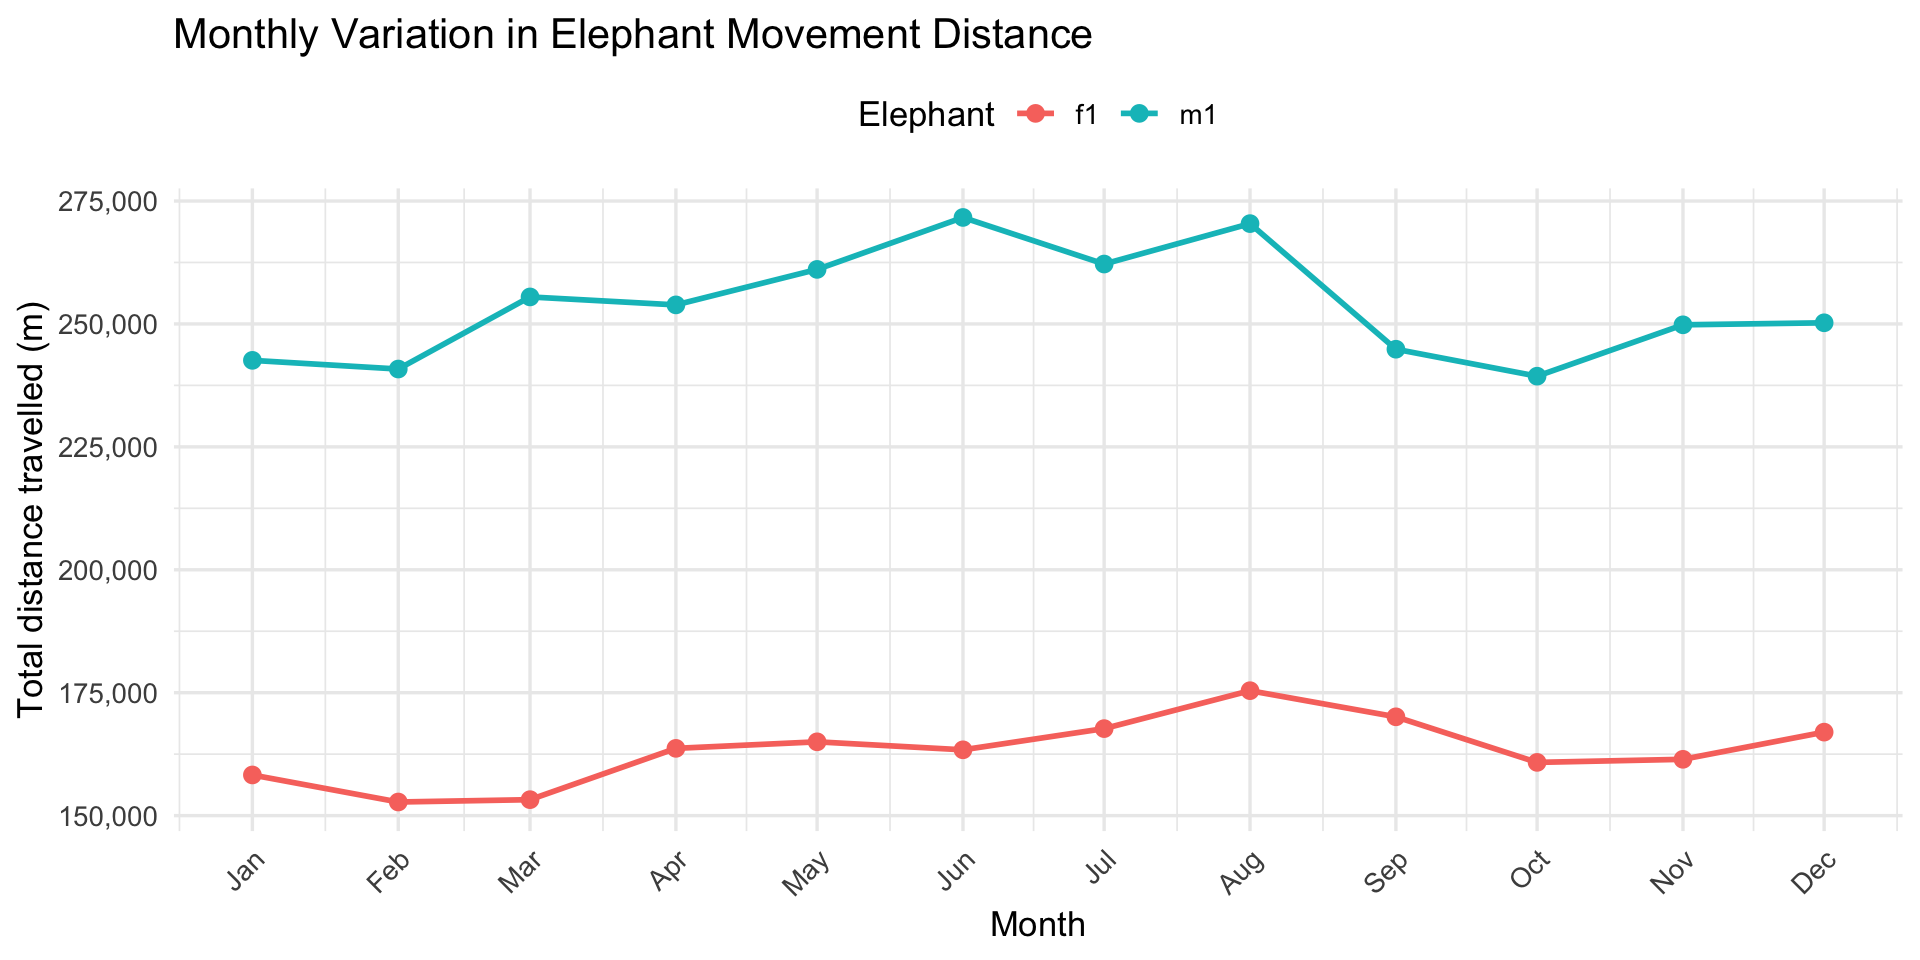 Monthly Variation in Elephant Movement Distance
Elephant f1 m1
275,000
250,000
225,000
200,000
175,000
150,000
Total distance travelled (m)
Jan Feb Mar Apr May Jun Jul Aug Sep Oct Nov Dec
Month